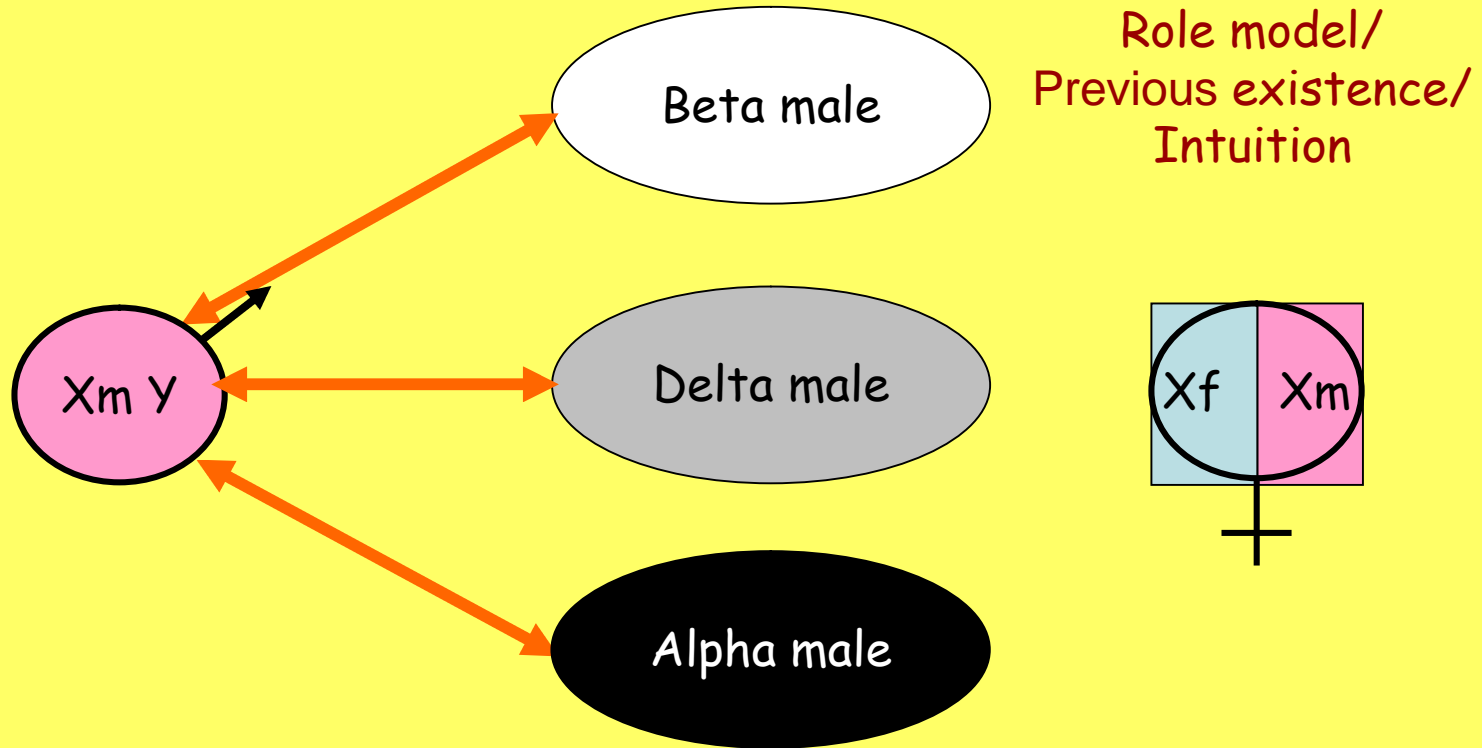 Role model/
Previous existence/
Intuition
Beta male
Xm Y
Delta male
Xf Xm
Alpha male